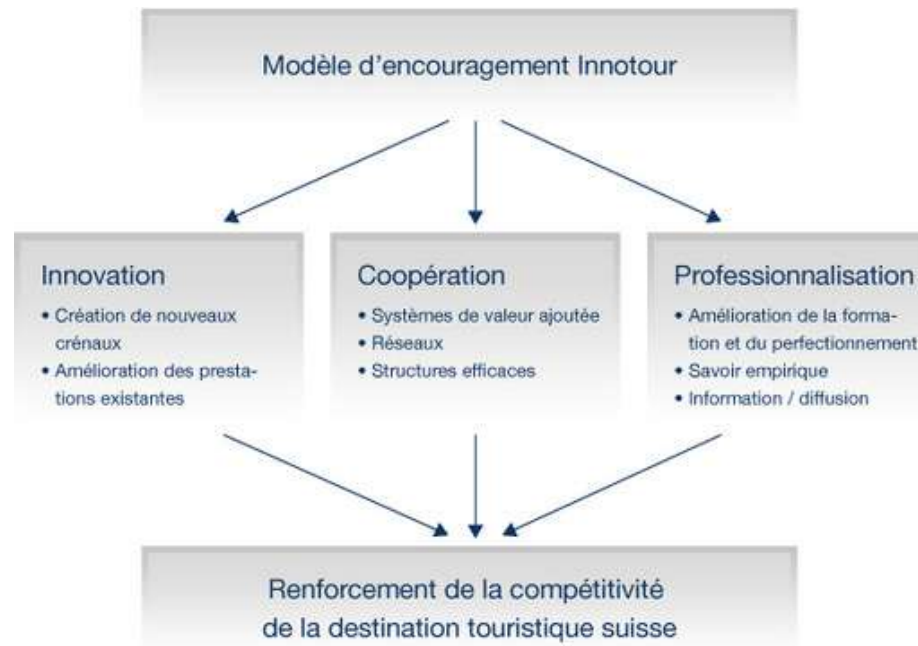 Modèle d'encouragement Innotour
Innovation
• Création de nouveaux
crénaux
• Amélioration des presta-
tions existantes
Coopération
• Systèmes de valeur ajoutée
• Réseaux
• Structures efficaces
Professionnalisation
• Amélioration de la forma-
tion et du perfectionnement
• Savoir empirique
• Information / diffusion
Renforcement de la compétitivité
de la destination touristique suisse